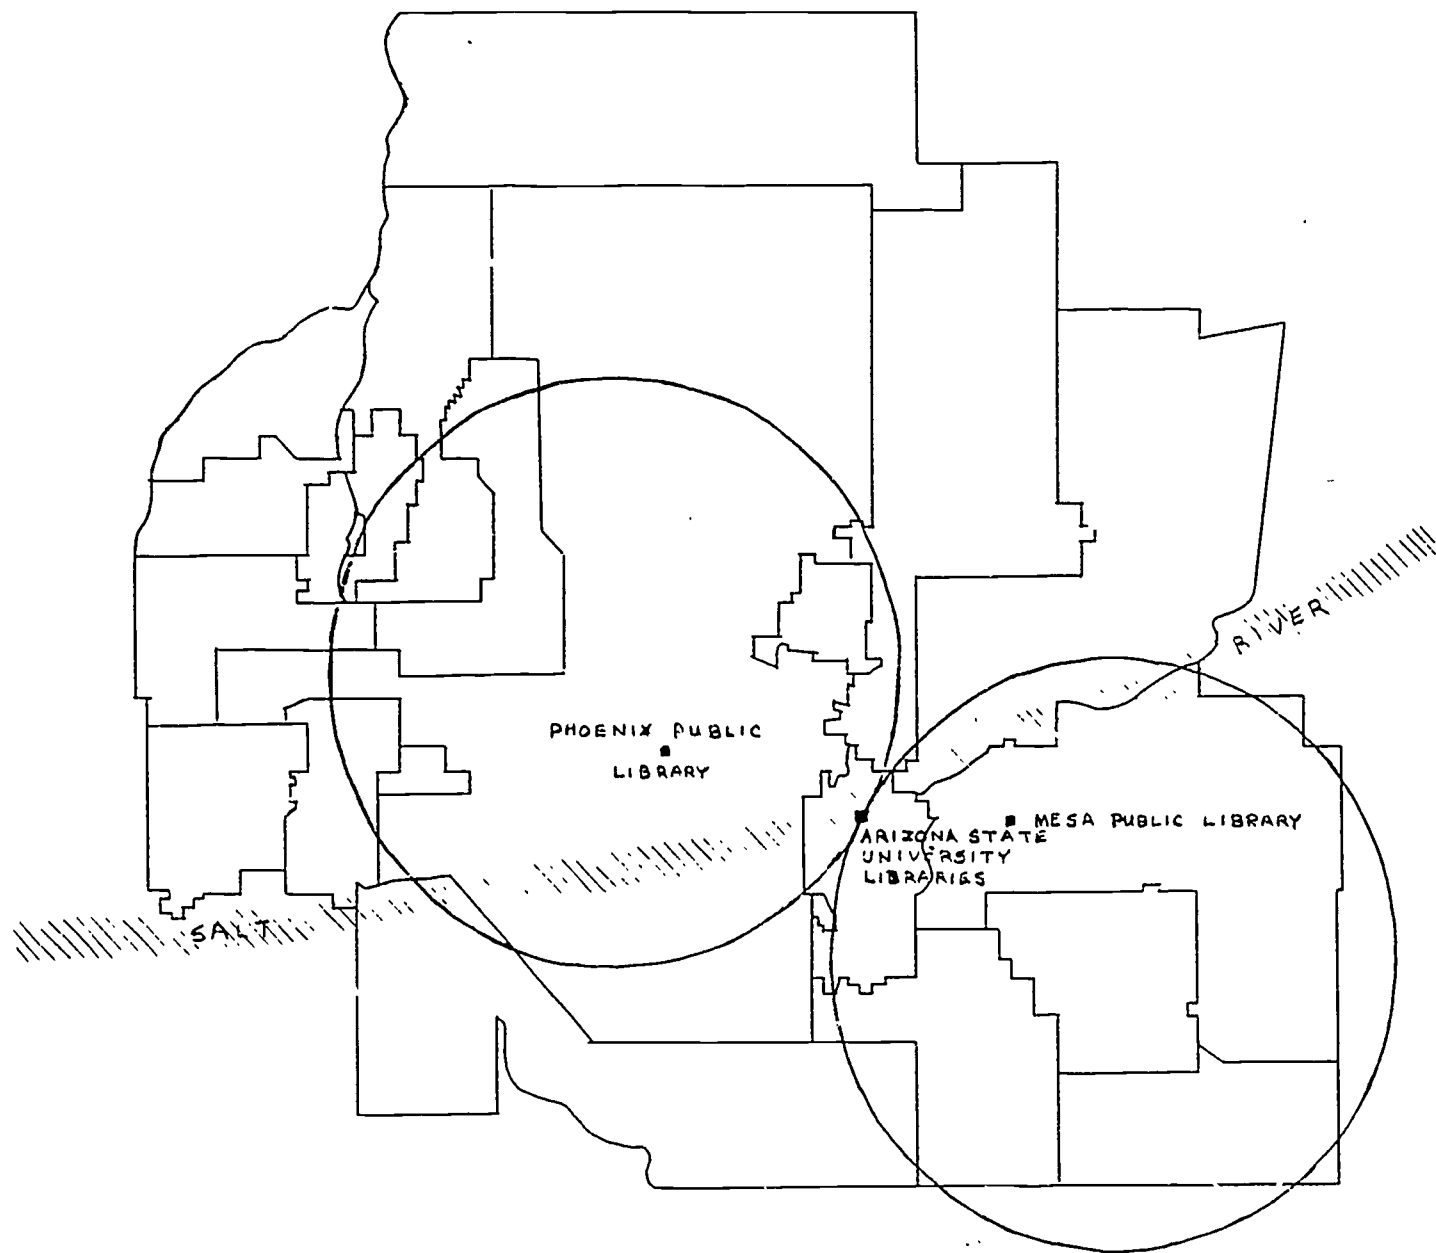 RIVER
PHOENIX PUBLIC
LIBRARY
MESA PUBLIC LIBRARY
ARIZONA STATE
UNIVERSITY
LIBRARIES
SALT